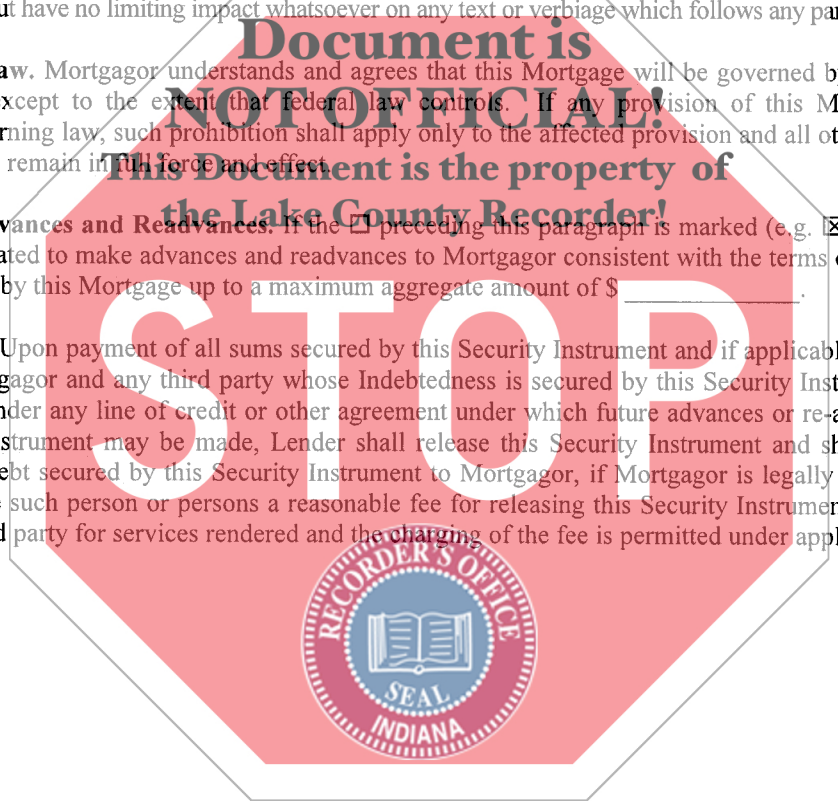 ut have no limiting impact whatsoever on any text or verbiage which follows any par
Document is
aw. Mortgagor understands and agrees that this Mortgage will be governed b
NOT OFFICIAL!
xcept to the extent that federal law controls. If any provision of this M
rning law, such prohibition shall apply only to the affected provision and all ot
remain in full force and effect.
This Document is the property of
the Lake County Recorder!
vances and Readvances. If the ☐ preceding this paragraph is marked (e.g. ☒
ated to make advances and readvances to Mortgagor consistent with the terms
by this Mortgage up to a maximum aggregate amount of $ ________________.
STOP
Upon payment of all sums secured by this Security Instrument and if applicabl
gagor and any third party whose Indebtedness is secured by this Security Inst
nder any line of credit or other agreement under which future advances or re-a
strument may be made, Lender shall release this Security Instrument and sh
ebt secured by this Security Instrument to Mortgagor, if Mortgagor is legally
such person or persons a reasonable fee for releasing this Security Instrumen
d party for services rendered and the charging of the fee is permitted under appl
RECORDER'S OFFICE
SEAL
INDIANA